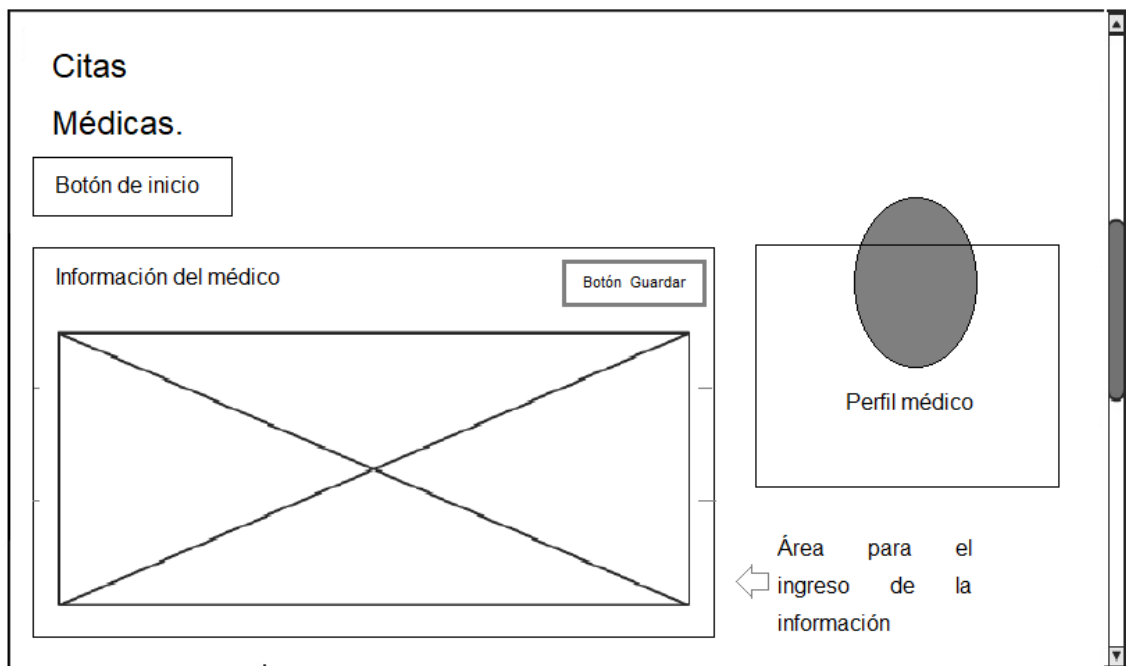 Citas
Médicas.
Botón de inicio
Información del médico
Botón Guardar
Perfil médico
Área para el
ingreso de la
información